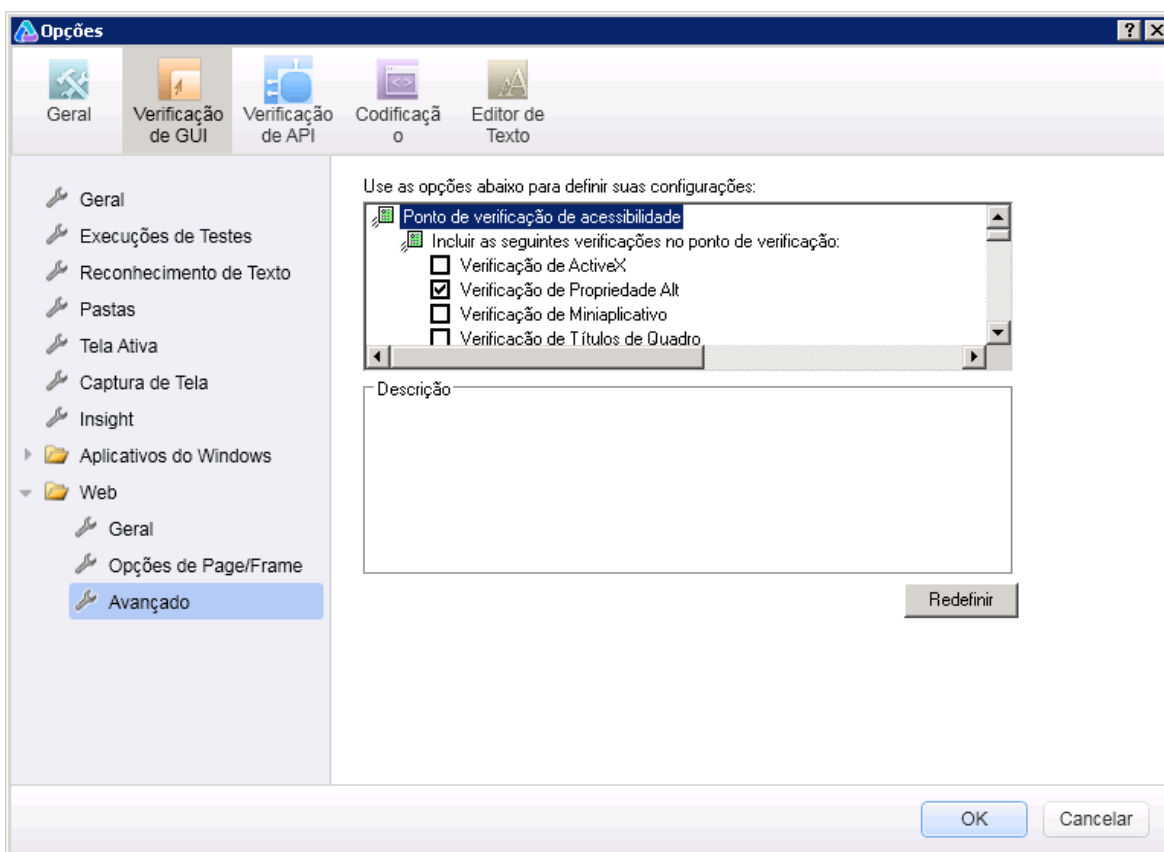 Opções
Geral
Verificação
de GUI
Verificação
de API
Codificaçã
o
Editor de
Texto
Geral
Execuções de Testes
Reconhecimento de Texto
Pastas
Tela Ativa
Captura de Tela
Insight
Aplicativos do Windows
Web
Geral
Opções de Page/Frame
Avançado
Use as opções abaixo para definir suas configurações:
Ponto de verificação de acessibilidade
Incluir as seguintes verificações no ponto de verificação:
Verificação de ActiveX
Verificação de Propriedade Alt
Verificação de Miniaplicativo
Verificação de Títulos de Quadro
Descrição
Redefinir
OK
Cancelar